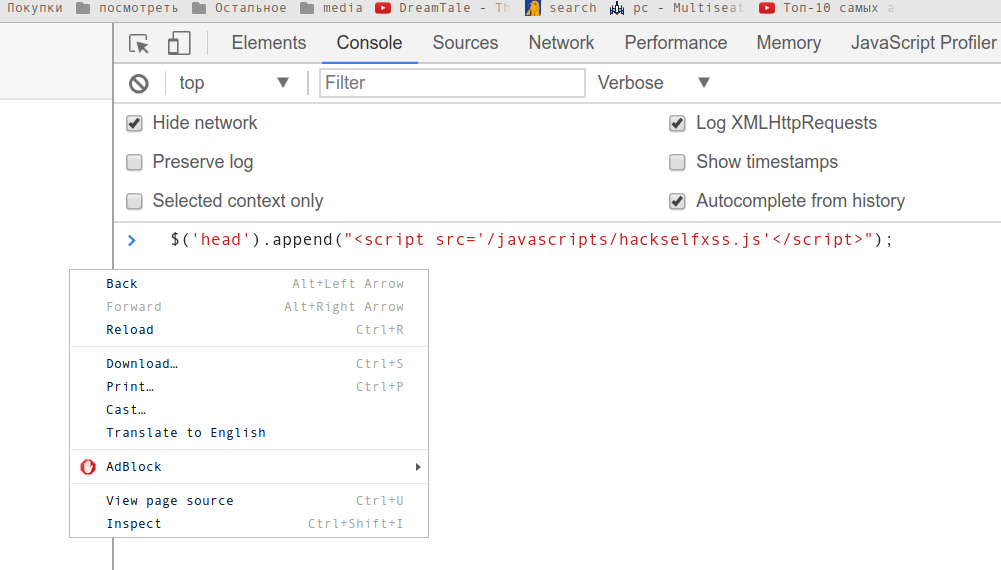 Покупки посмотреть Остальное media DreamTale - Th search pc - Multiseat Топ-10 самых а
Elements Console Sources Network Performance Memory JavaScript Profiler
top Filter Verbose
Hide network Log XMLHttpRequests
Preserve log Show timestamps
Selected context only Autocomplete from history
$('head').append("<script src='/javascripts/hackselfxss.js'</script>");
Back Alt+Left Arrow
Forward Alt+Right Arrow
Reload Ctrl+R
Download… Ctrl+S
Print… Ctrl+P
Cast…
Translate to English
AdBlock
View page source Ctrl+U
Inspect Ctrl+Shift+I